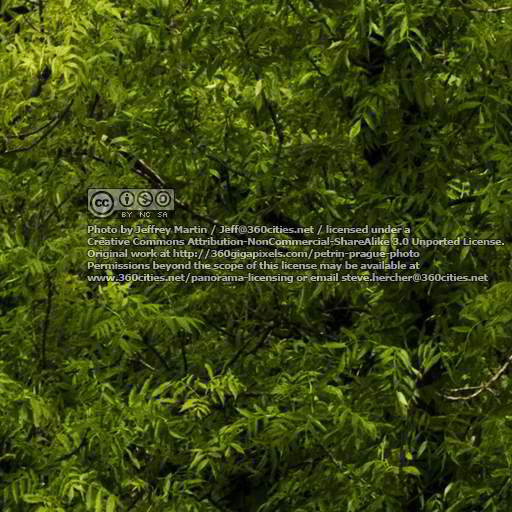 cc BY NC SA
Photo by Jeffrey Martin / Jeff@360cities.net / licensed under a
Creative Commons Attribution-NonCommercial-ShareAlike 3.0 Unported License.
Original work at http://360gigapixels.com/petrin-prague-photo
Permissions beyond the scope of this license may be available at
www.360cities.net/panorama-licensing or email steve.hercher@360cities.net